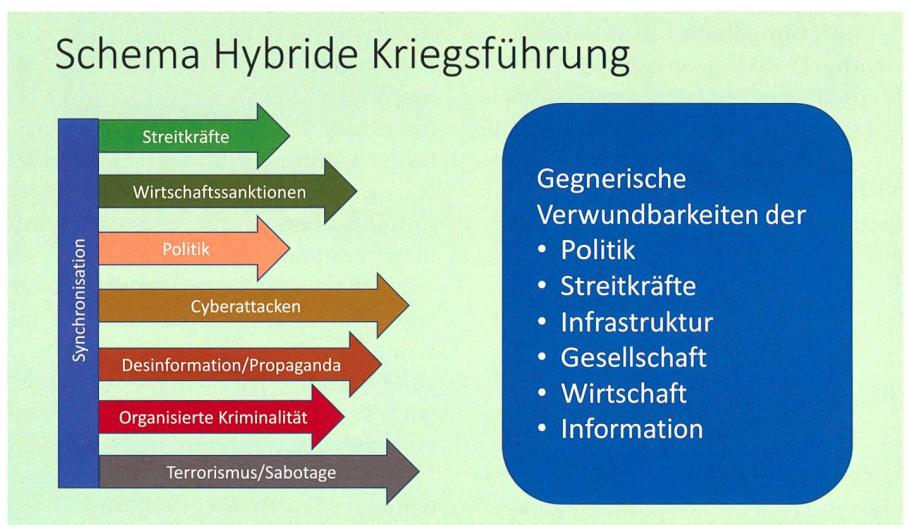 Schema Hybride Kriegsführung
Synchronisation
Streitkräfte
Wirtschaftssanktionen
Politik
Cyberattacken
Desinformation/Propaganda
Organisierte Kriminalität
Terrorismus/Sabotage
Gegnerische
Verwundbarkeiten der
• Politik
• Streitkräfte
• Infrastruktur
• Gesellschaft
• Wirtschaft
• Information